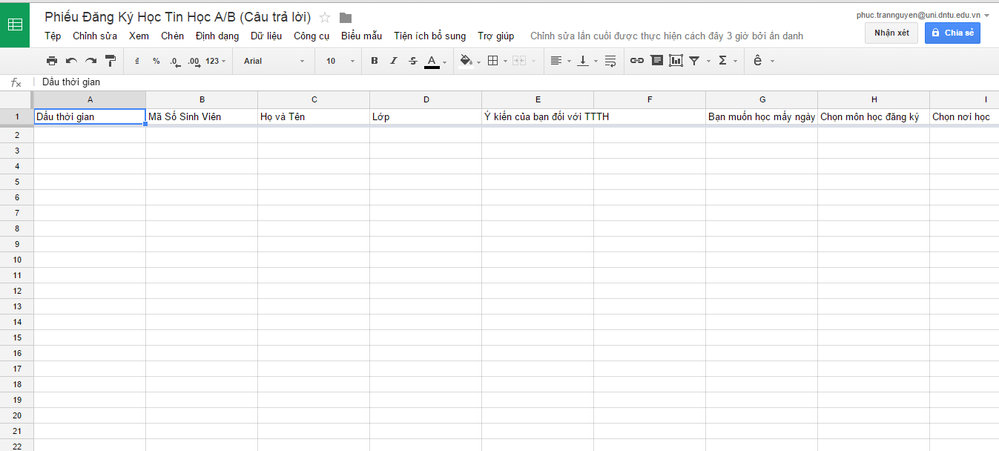 Phiếu Đăng Ký Học Tin Học A/B (Câu trả lời)
phuc.trannguyen@uni.dntu.edu.vn
Tệp Chỉnh sửa Xem Chèn Định dạng Dữ liệu Công cụ Biểu mẫu Tiện ích bổ sung Trợ giúp Chỉnh sửa lần cuối được thực hiện cách đây 3 giờ bởi ẩn danh
Nhận xét Chia sẻ
₫ % .0 .00 123 Arial 10 B I S A Σ ê
fx Dấu thời gian
A B C D E F G H I
1 Dấu thời gian Mã Số Sinh Viên Họ và Tên Lớp Ý kiến của bạn đối với TTTH Bạn muốn học mấy ngày Chọn môn học đăng ký Chọn nơi học
2
3
4
5
6
7
8
9
10
11
12
13
14
15
16
17
18
19
20
21
22